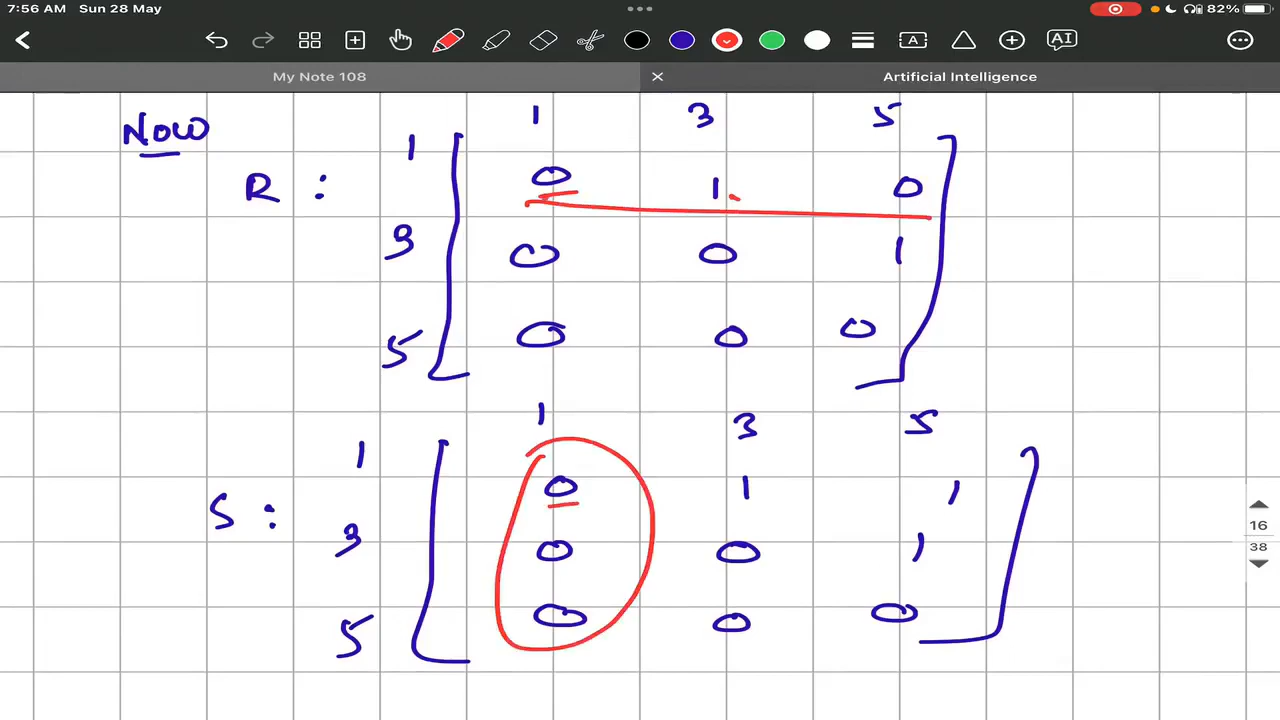 7:56 AM Sun 28 May 82%
A AI
My Note 108 Artificial Intelligence
Now
1 3 5
R : 1 0 1 0
3 0 0 1
5 0 0 0
1 3 5
1 0 1 1
S : 3 0 0 1
5 0 0 0
16
38